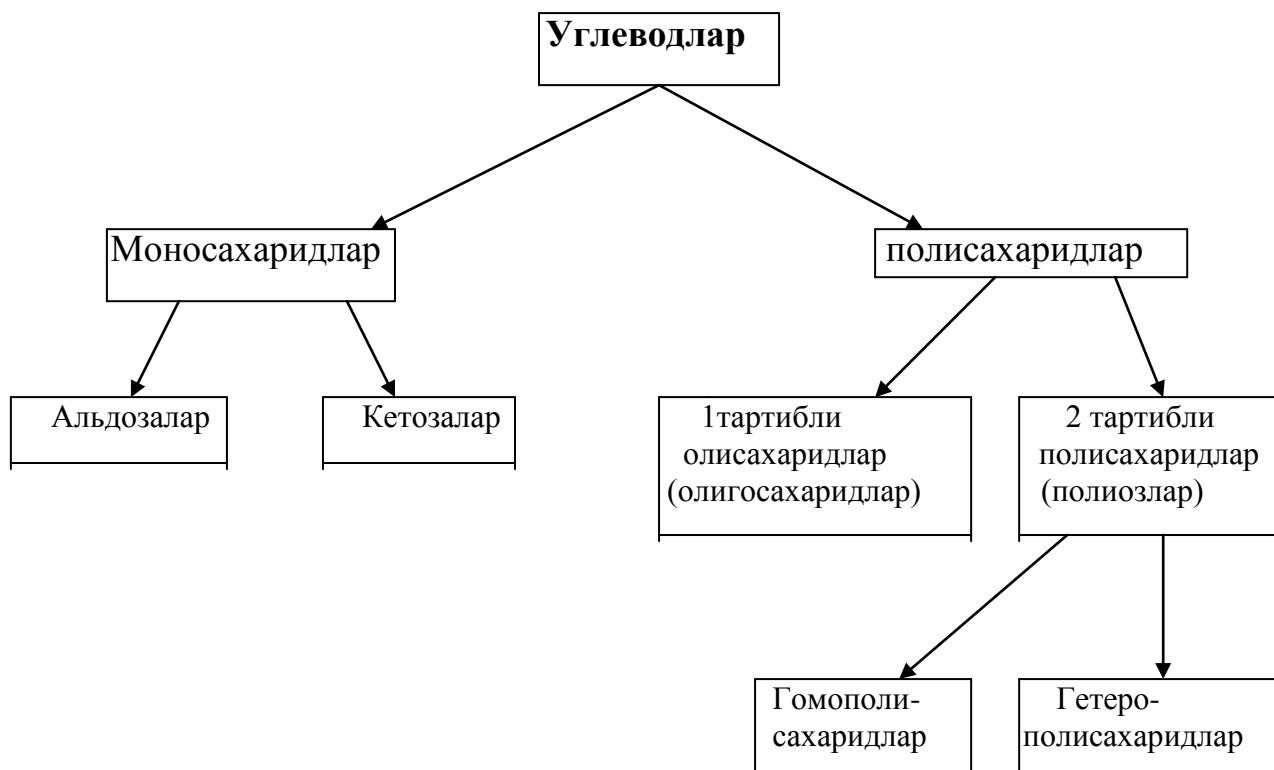 Углеводлар
Моносахаридлар
полисахаридлар
Альдозалар
Кетозалар
1тартибли
олисахаридлар
(олигосахаридлар)
2 тартибли
полисахаридлар
(полиозлар)
Гомополи-
сахаридлар
Гетеро-
полисахаридлар